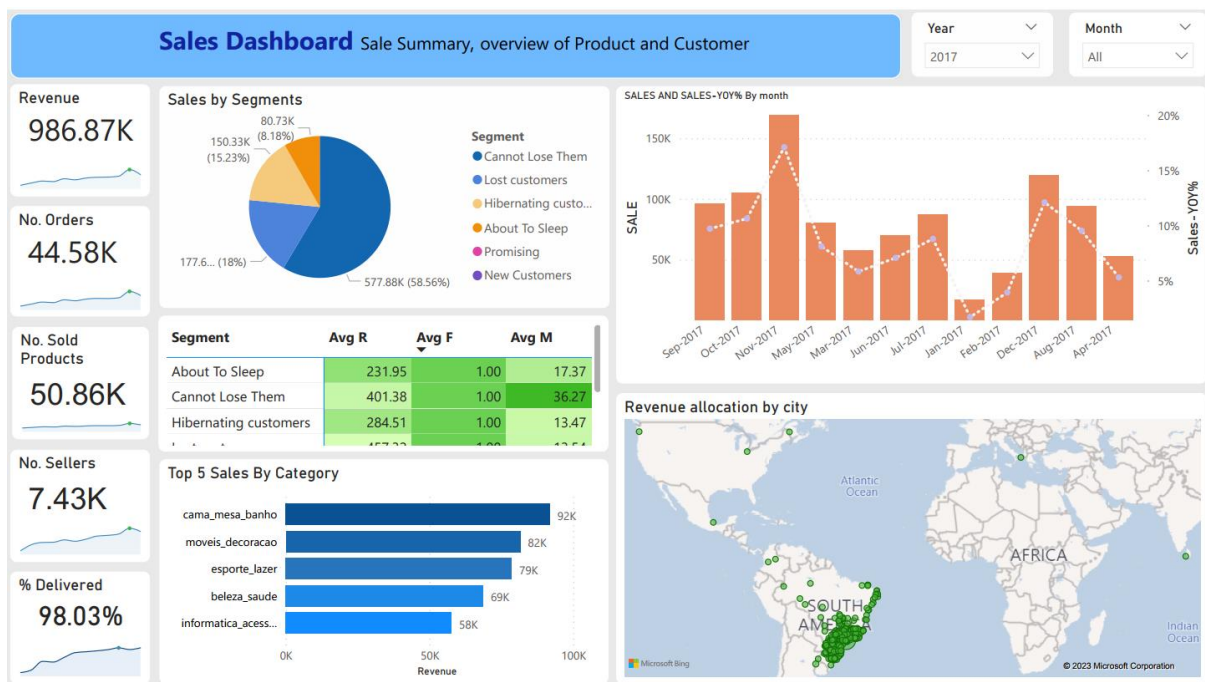 Sales Dashboard Sale Summary, overview of Product and Customer
Year
2017
Month
All
Revenue
986.87K
No. Orders
44.58K
No. Sold
Products
50.86K
No. Sellers
7.43K
% Delivered
98.03%
Sales by Segments
80.73K
(8.18%)
150.33K
(15.23%)
177.6... (18%)
577.88K (58.56%)
Segment
Cannot Lose Them
Lost customers
Hibernating custo...
About To Sleep
Promising
New Customers
Segment Avg R Avg F Avg M
About To Sleep 231.95 1.00 17.37
Cannot Lose Them 401.38 1.00 36.27
Hibernating customers 284.51 1.00 13.47
Top 5 Sales By Category
cama_mesa_banho 92K
moveis_decoracao 82K
esporte_lazer 79K
beleza_saude 69K
informatica_acess... 58K
0K 50K 100K
Revenue
SALES AND SALES-YOY% By month
SALE
150K
100K
50K
20%
15%
10%
5%
Sales - YOY%
Sep-2017 Oct-2017 Nov-2017 May-2017 Mar-2017 Jun-2017 Jul-2017 Jan-2017 Feb-2017 Dec-2017 Aug-2017 Apr-2017
Revenue allocation by city
Atlantic
Ocean
AFRICA
SOUTH
Indian
Ocean
Microsoft Bing
© 2023 Microsoft Corporation